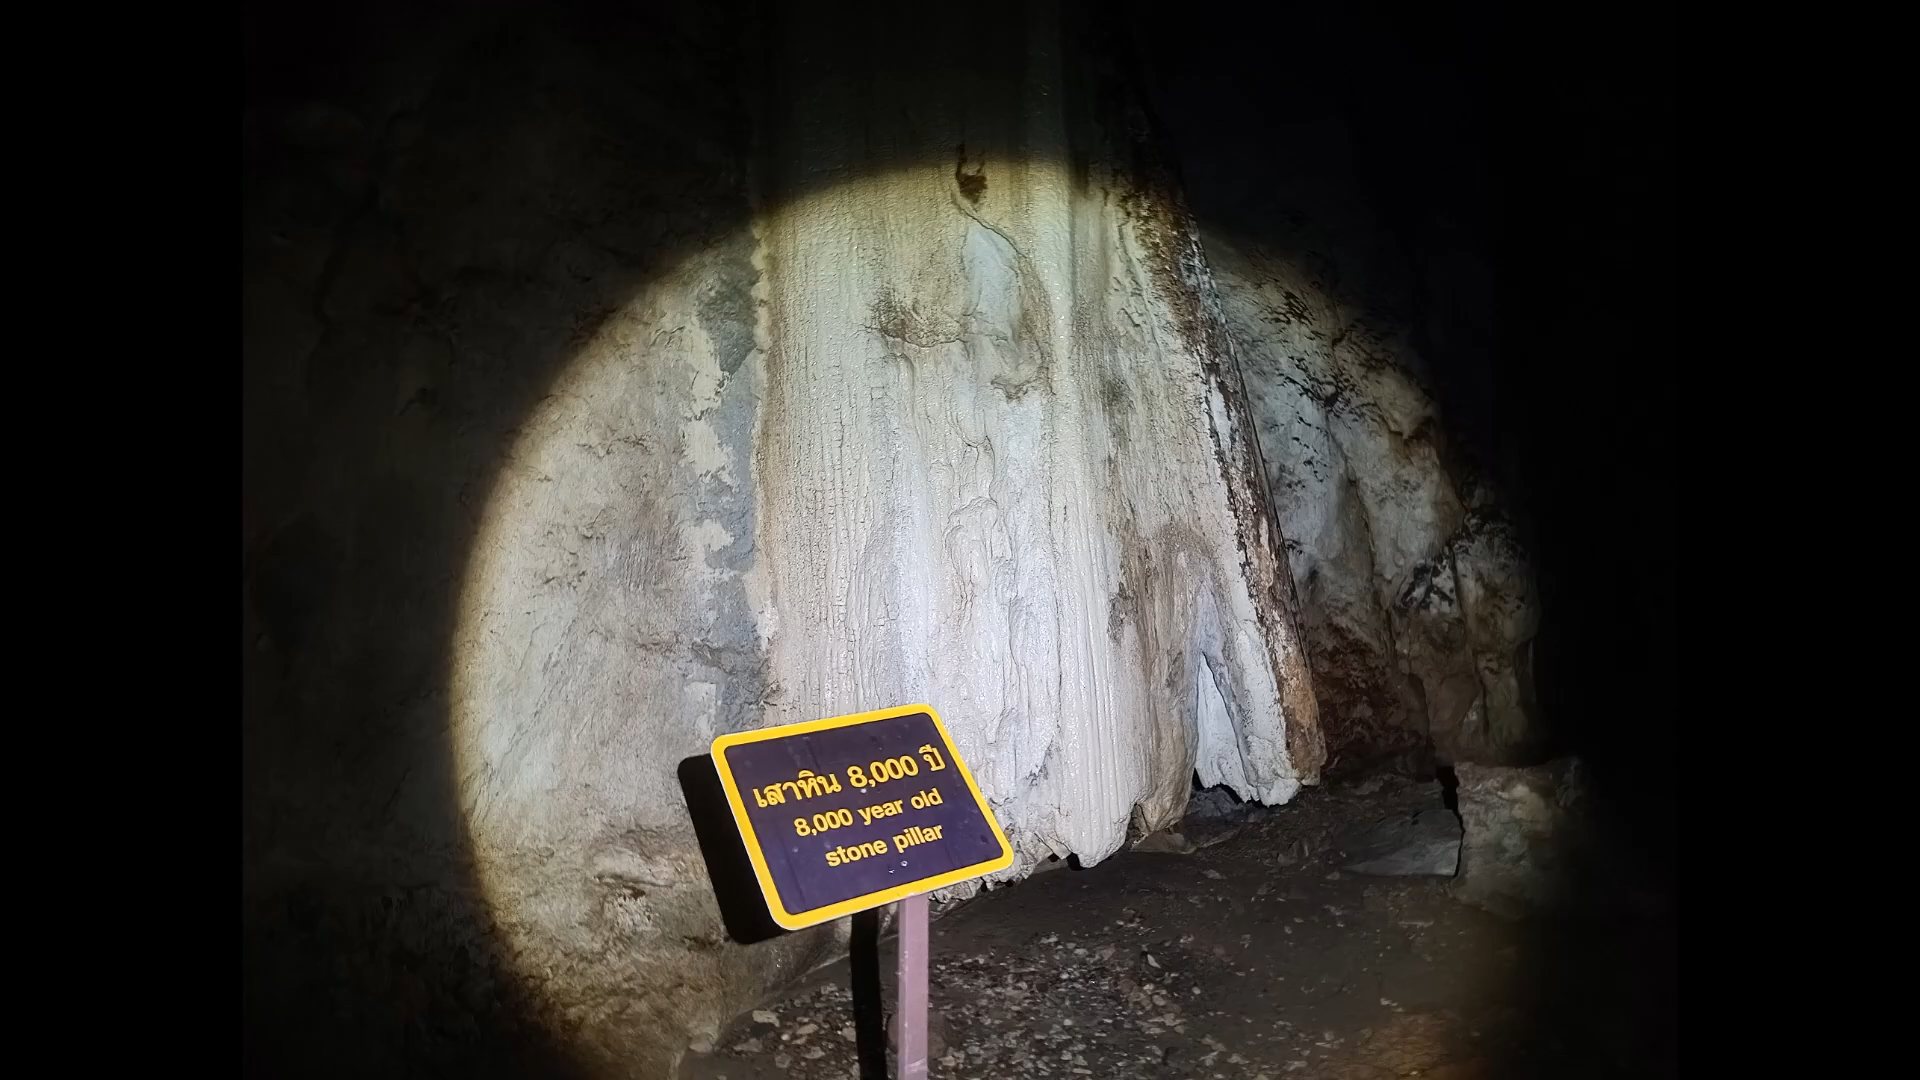 เสาหิน 8,000 ปี
8,000 year old
stone pillar